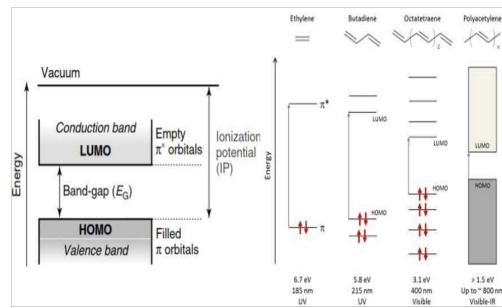 Vacuum
Conduction band
LUMO
Empty
π* orbitals
Ionization
potential
(IP)
Energy
Band-gap (EG)
HOMO
Valence band
Filled
π orbitals
Ethylene
Butadiene
Octatetraene
Polyacetylene
2
x
Energy
π*
π
LUMO
HOMO
LUMO
HOMO
LUMO
HOMO
6.7 eV
185 nm
UV
5.8 eV
215 nm
UV
3.1 eV
400 nm
Visible
> 1.5 eV
Up to ~ 800 nm
Visible-IR